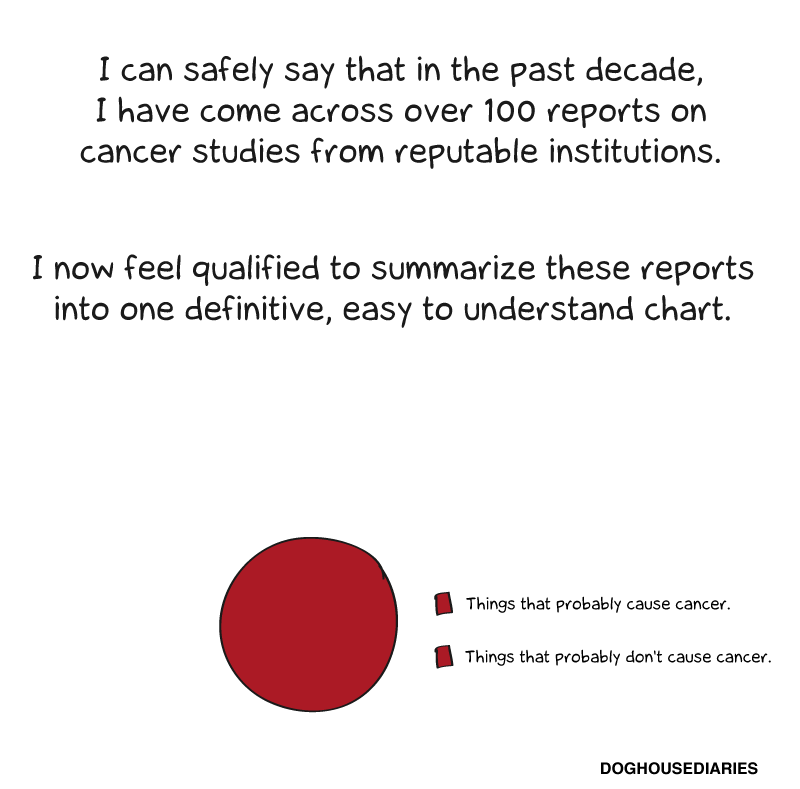 I can safely say that in the past decade,
I have come across over 100 reports on
cancer studies from reputable institutions.
I now feel qualified to summarize these reports
into one definitive, easy to understand chart.
Things that probably cause cancer.
Things that probably don't cause cancer.
DOGHOUSEDIARIES